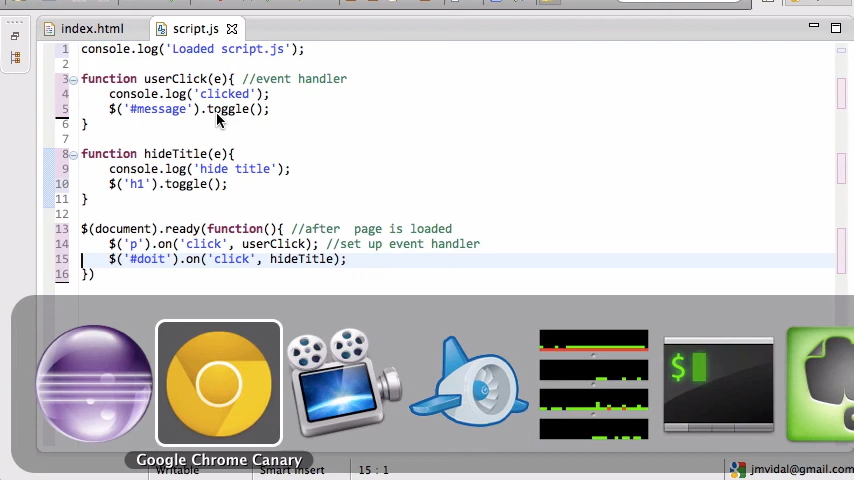 index.html
script.js
1 console.log('Loaded script.js');
2
3 function userClick(e){ //event handler
4 console.log('clicked');
5 $('#message').toggle();
6 }
7
8 function hideTitle(e){
9 console.log('hide title');
10 $('h1').toggle();
11 }
12
13 $(document).ready(function(){ //after  page is loaded
14 $('p').on('click', userClick); //set up event handler
15 $('#doit').on('click', hideTitle);
16 })
$
Google Chrome Canary
Writable
Smart Insert
15 : 1
jmvidal@gmail.com